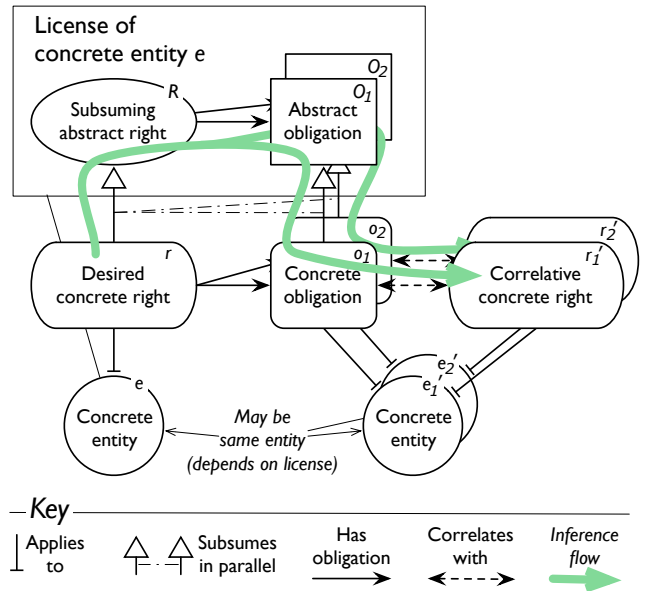 License of
concrete entity e
R
Subsuming
abstract right
O2
O1
Abstract
obligation
r
Desired
concrete right
o2
o1
Concrete
obligation
r2′
r1′
Correlative
concrete right
e
Concrete
entity
May be
same entity
(depends on license)
e2′
e1′
Concrete
entity
Key
Applies
to
Subsumes
in parallel
Has
obligation
Correlates
with
Inference
flow